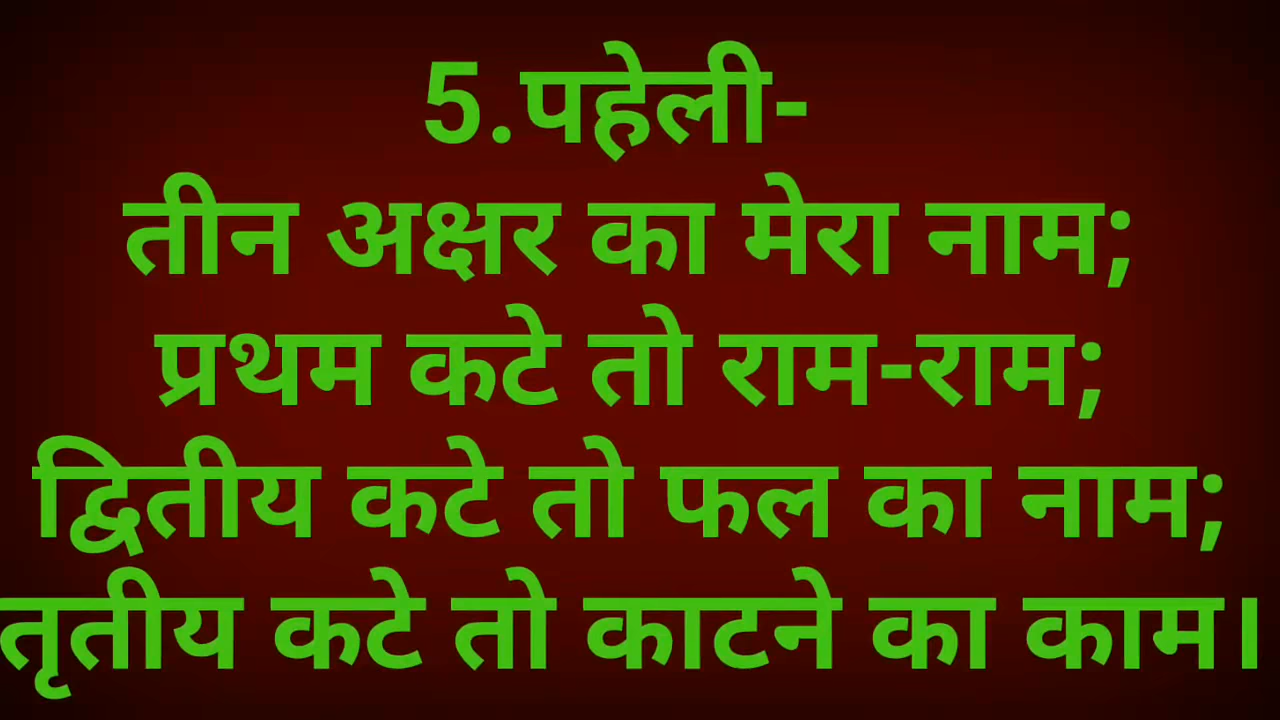 5.पहेली-
तीन अक्षर का मेरा नाम;
प्रथम कटे तो राम-राम;
द्वितीय कटे तो फल का नाम;
तृतीय कटे तो काटने का काम।